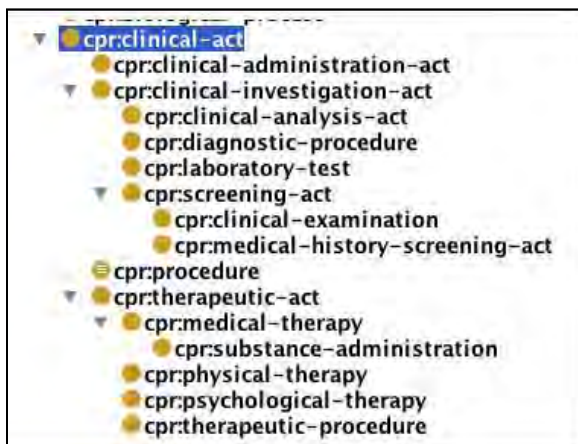 cpr:clinical-act
cpr:clinical-administration-act
cpr:clinical-investigation-act
cpr:clinical-analysis-act
cpr:diagnostic-procedure
cpr:laboratory-test
cpr:screening-act
cpr:clinical-examination
cpr:medical-history-screening-act
cpr:procedure
cpr:therapeutic-act
cpr:medical-therapy
cpr:substance-administration
cpr:physical-therapy
cpr:psychological-therapy
cpr:therapeutic-procedure